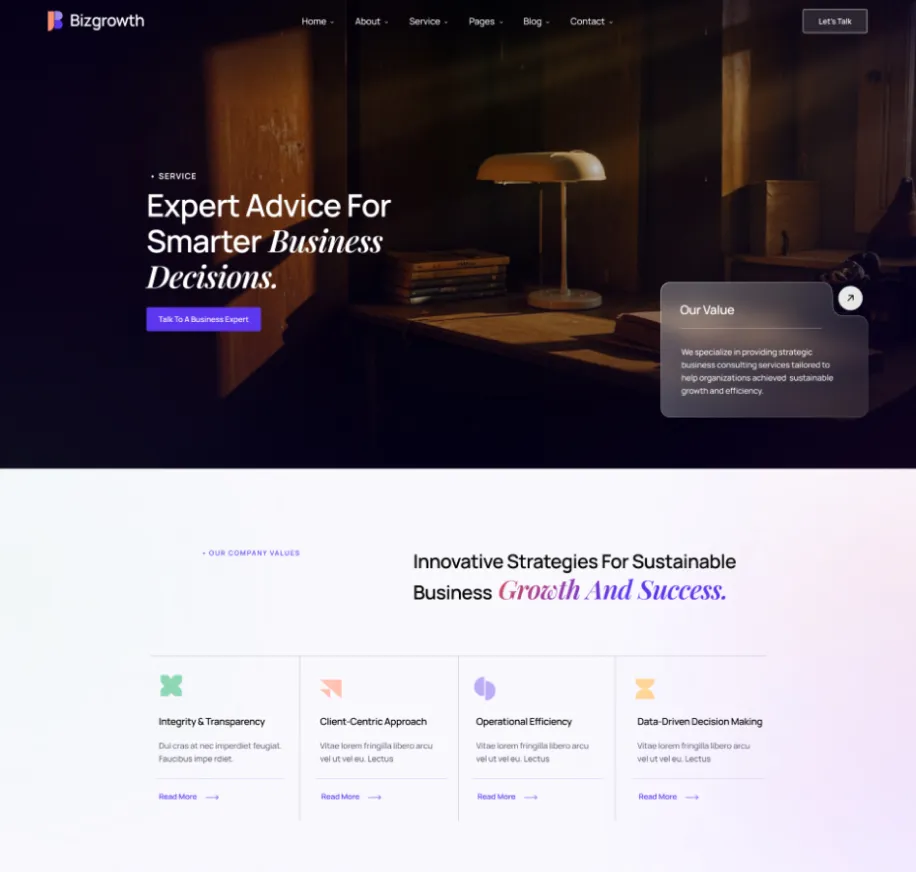 Bizgrowth
Home
About
Service
Pages
Blog
Contact
Let's Talk
• SERVICE
Expert Advice For
Smarter Business
Decisions.
Talk To A Business Expert
Our Value
We specialize in providing strategic
business consulting services tailored to
help organizations achieved sustainable
growth and efficiency.
• OUR COMPANY VALUES
Innovative Strategies For Sustainable
Business Growth And Success.
Integrity & Transparency
Dui cras at nec imperdiet feugiat.
Faucibus impe rdiet.
Read More
Client-Centric Approach
Vitae lorem fringilla libero arcu
vel ut vel eu. Lectus
Read More
Operational Efficiency
Vitae lorem fringilla libero arcu
vel ut vel eu. Lectus
Read More
Data-Driven Decision Making
Vitae lorem fringilla libero arcu
vel ut vel eu. Lectus
Read More